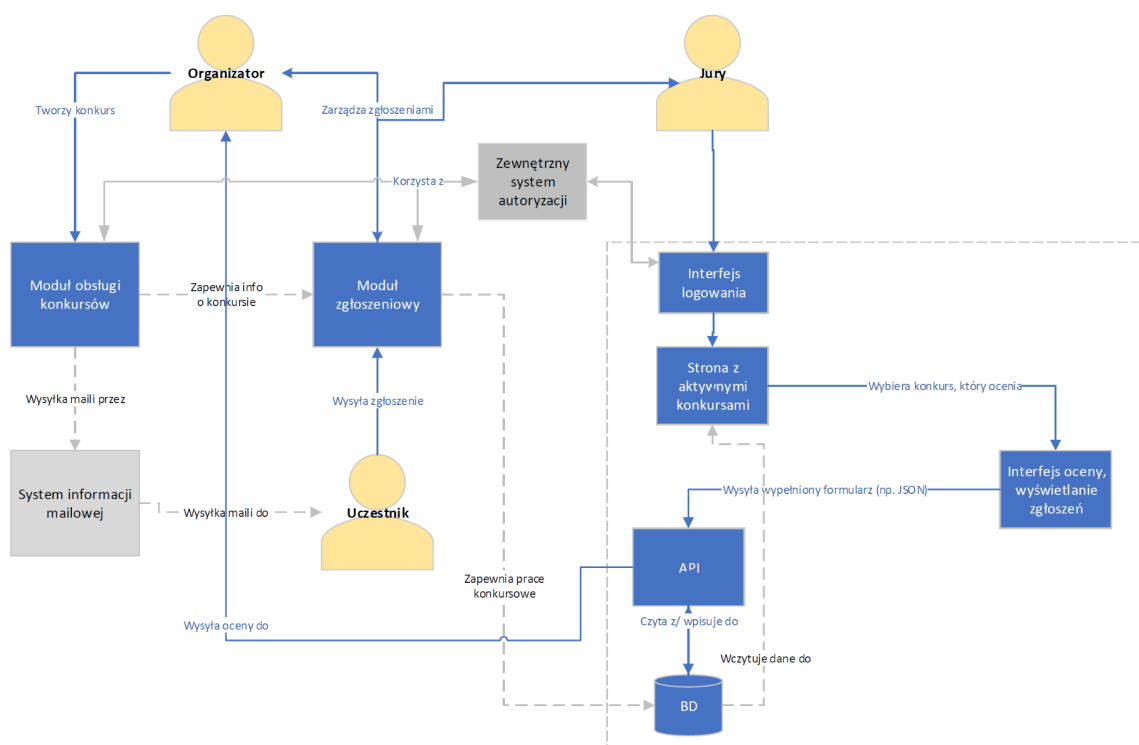 Organizator
Jury
Tworzy konkurs
Zarządza zgłoszeniami
Zewnętrzny
system
autoryzacji
Korzysta z
Moduł obsługi
konkursów
Zapewnia info
o konkursie
Moduł
zgłoszeniowy
Interfejs
logowania
Strona z
aktywnymi
konkursami
Wybiera konkurs, który ocenia
Wysyłka maili przez
Wysyła zgłoszenie
System informacji
mailowej
Wysyłka maili do
Uczestnik
Interfejs oceny,
wyświetlanie
zgłoszeń
Wysyła wypełniony formularz (np. JSON)
API
Zapewnia prace
konkursowe
Wysyła oceny do
Czyta z/ wpisuje do
Wczytuje dane do
BD